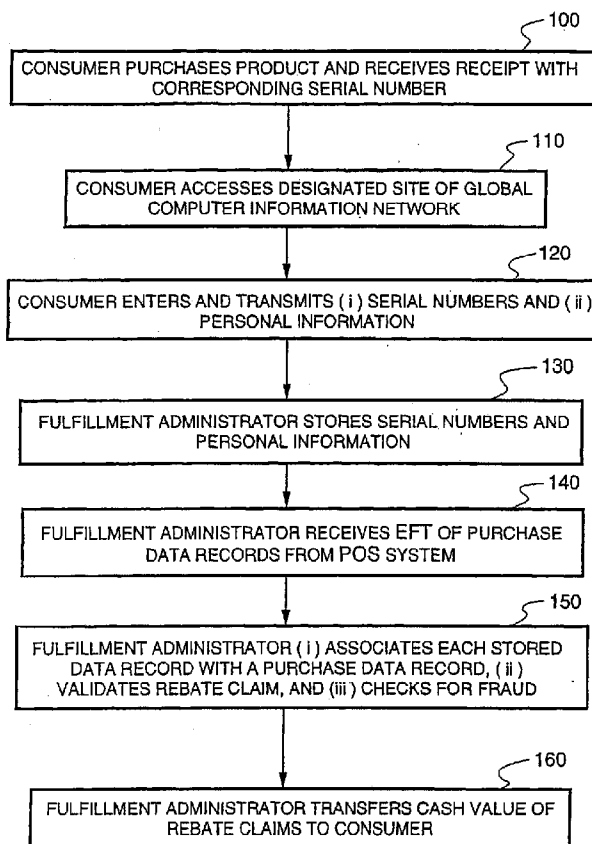 100
CONSUMER PURCHASES PRODUCT AND RECEIVES RECEIPT WITH
CORRESPONDING SERIAL NUMBER
110
CONSUMER ACCESSES DESIGNATED SITE OF GLOBAL
COMPUTER INFORMATION NETWORK
120
CONSUMER ENTERS AND TRANSMITS (i) SERIAL NUMBERS AND (ii)
PERSONAL INFORMATION
130
FULFILLMENT ADMINISTRATOR STORES SERIAL NUMBERS AND
PERSONAL INFORMATION
140
FULFILLMENT ADMINISTRATOR RECEIVES EFT OF PURCHASE
DATA RECORDS FROM POS SYSTEM
150
FULFILLMENT ADMINISTRATOR (i) ASSOCIATES EACH STORED
DATA RECORD WITH A PURCHASE DATA RECORD, (ii)
VALIDATES REBATE CLAIM, AND (iii) CHECKS FOR FRAUD
160
FULFILLMENT ADMINISTRATOR TRANSFERS CASH VALUE OF
REBATE CLAIMS TO CONSUMER